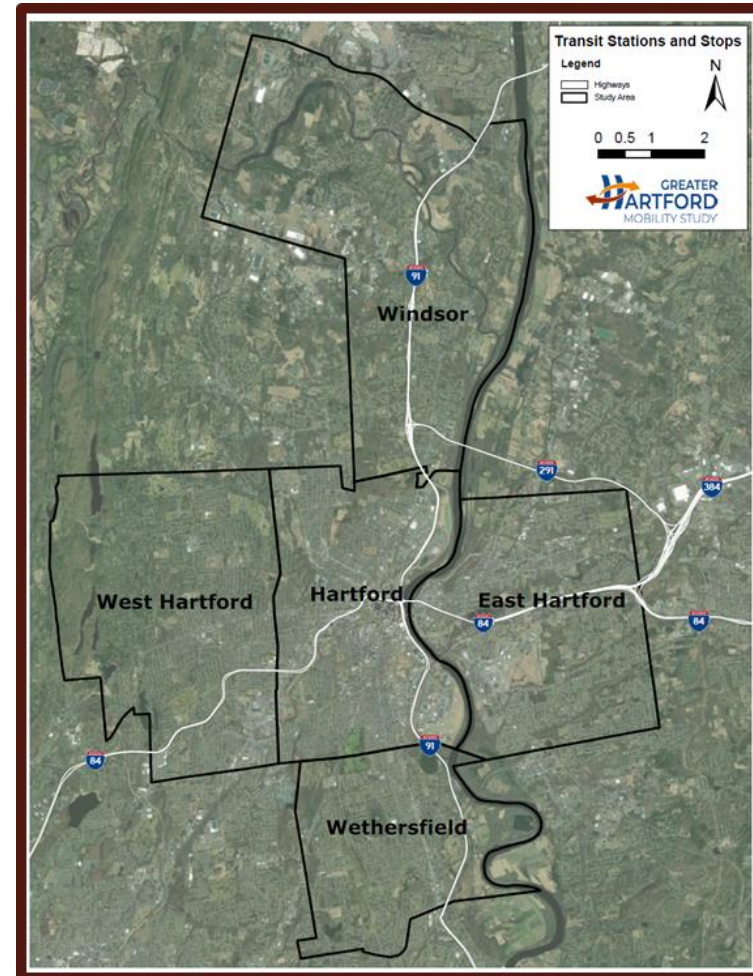 Transit Stations and Stops
Legend
Highways
Study Area
N
0 0.5 1 2
GREATER
HARTFORD
MOBILITY STUDY
91
Windsor
291
384
West Hartford
Hartford
East Hartford
84
84
91
84
Wethersfield